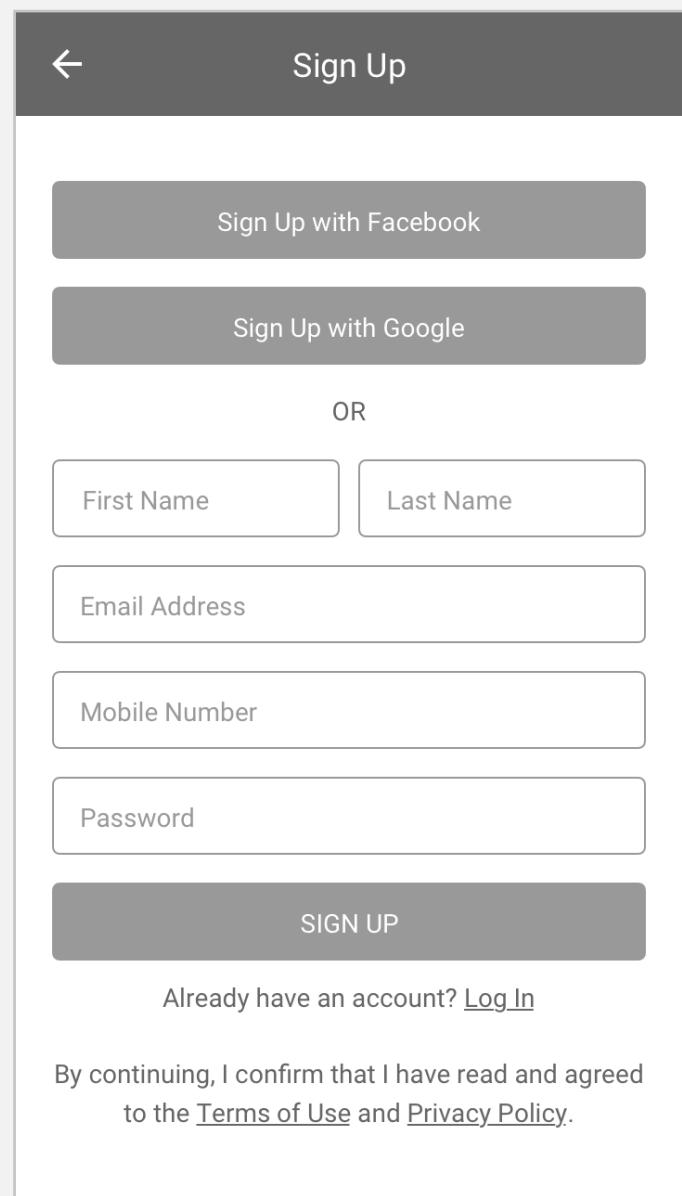 Sign Up
Sign Up with Facebook
Sign Up with Google
OR
First Name
Last Name
Email Address
Mobile Number
Password
SIGN UP
Already have an account? Log In
By continuing, I confirm that I have read and agreed
to the Terms of Use and Privacy Policy.